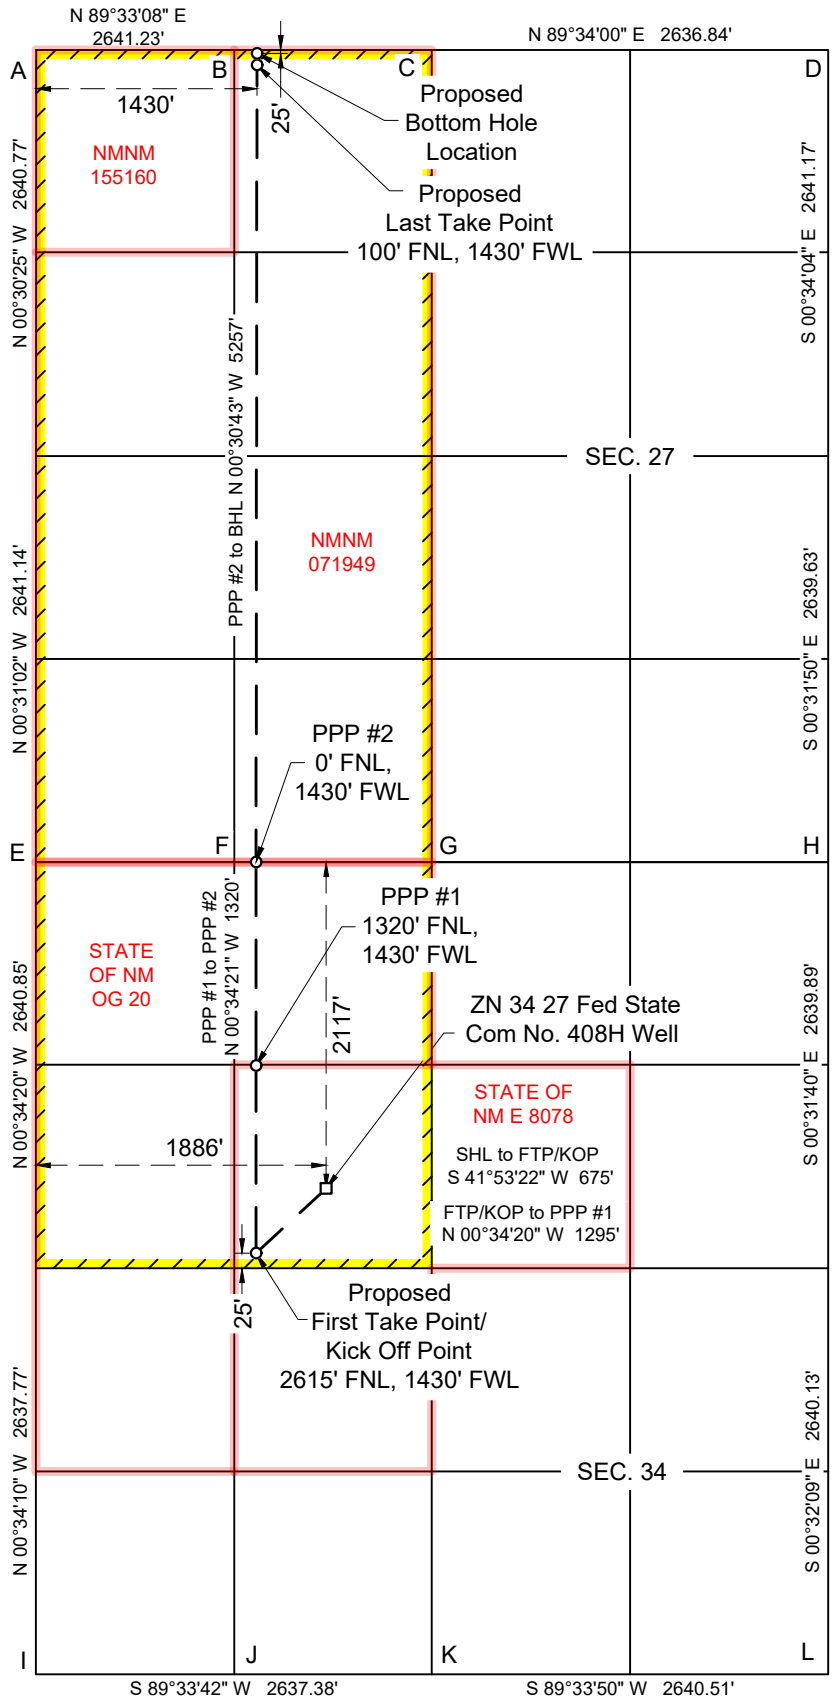 N 89°33'08" E
2641.23'
N 89°34'00" E   2636.84'
A
B
C
D
1430'
25'
Proposed
Bottom Hole
Location
NMNM
155160
Proposed
Last Take Point
100' FNL, 1430' FWL
N 00°30'25" W   2640.77'
S 00°34'04" E   2641.17'
PPP #2 to BHL N 00°30'43" W   5257'
SEC. 27
NMNM
071949
N 00°31'02" W   2641.14'
S 00°31'50" E   2639.63'
PPP #2
0' FNL,
1430' FWL
E
F
G
H
PPP #1
1320' FNL,
1430' FWL
STATE
OF NM
OG 20
PPP #1 to PPP #2
N 00°34'21" W   1320'
2117'
ZN 34 27 Fed State
Com No. 408H Well
N 00°34'20" W   2640.85'
S 00°31'40" E   2639.89'
STATE OF
NM E 8078
1886'
SHL to FTP/KOP
S 41°53'22" W   675'
FTP/KOP to PPP #1
N 00°34'20" W   1295'
25'
Proposed
First Take Point/
Kick Off Point
2615' FNL, 1430' FWL
N 00°34'10" W   2637.77'
S 00°32'09" E   2640.13'
SEC. 34
I
J
K
L
S 89°33'42" W   2637.38'
S 89°33'50" W   2640.51'